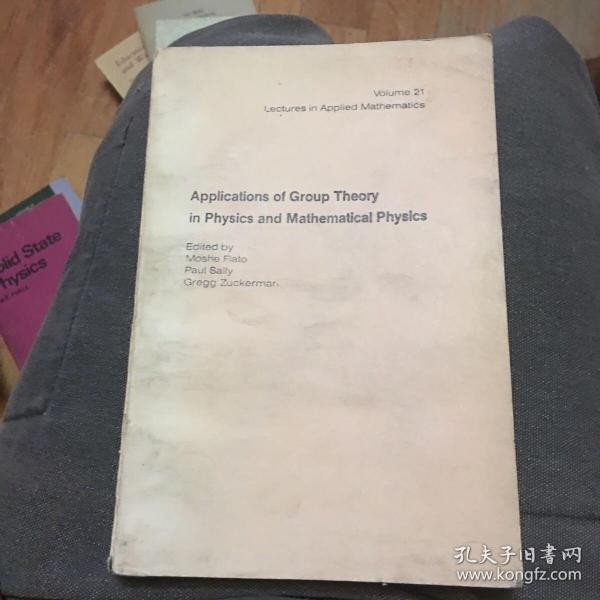 Volume 21
Lectures in Applied Mathematics
Applications of Group Theory
in Physics and Mathematical Physics
Edited by
Moshe Flato
Paul Sally
Gregg Zuckerman
Solid State
Physics
孔夫子旧书网
www.kongfz.com